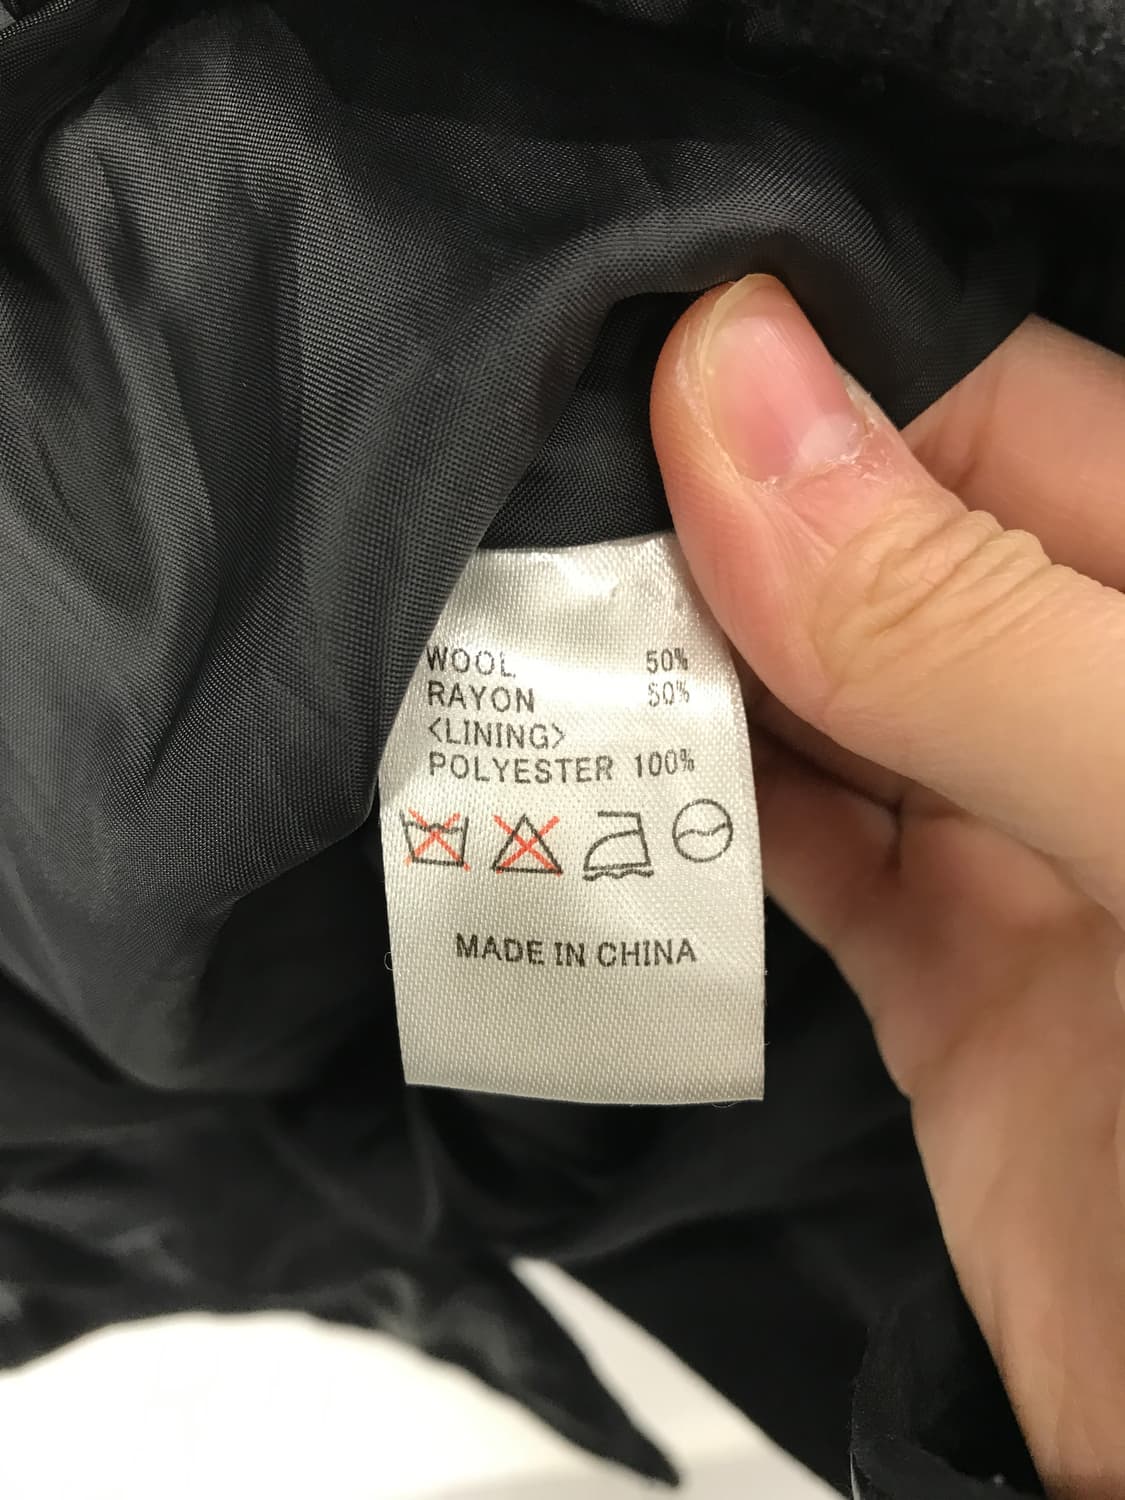 WOOL 50%
RAYON 50%
<LINING>
POLYESTER 100%
MADE IN CHINA